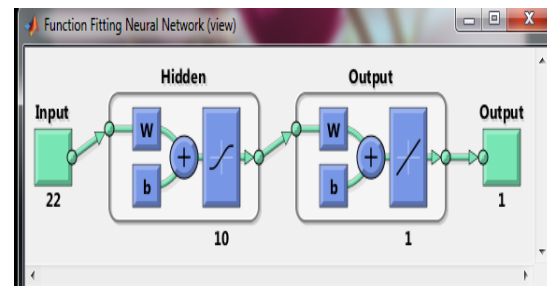 Function Fitting Neural Network (view)
Hidden Output
Input Output
W W
b b
22 10 1 1